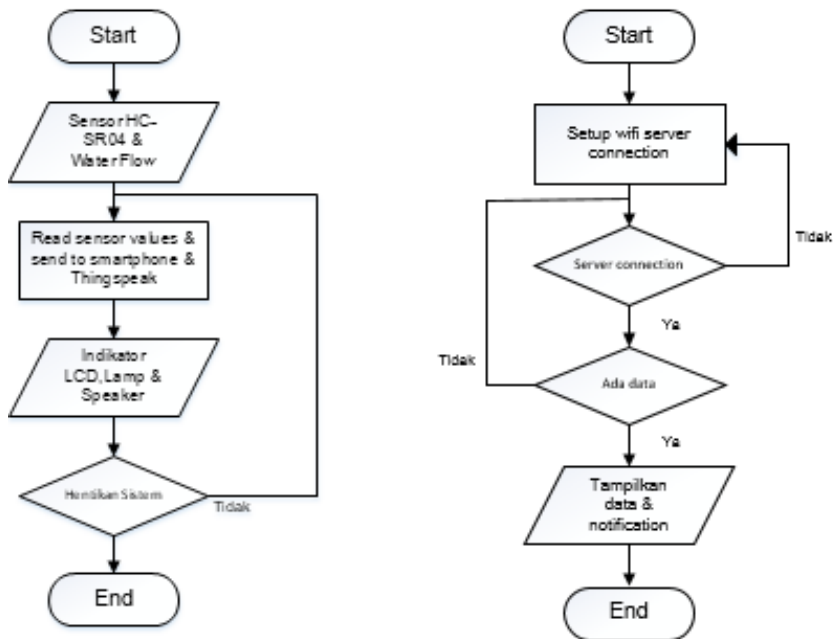 Start
Sensor HC-
SR04 &
Water Flow
Read sensor values &
send to smartphone &
Thingspeak
Indikator
LCD,Lamp &
Speaker
Hentikan Sistem
Tidak
End
Start
Setup wifi server
connection
Tidak
Server connection
Ya
Tidak
Ada data
Ya
Tampilkan
data &
notification
End